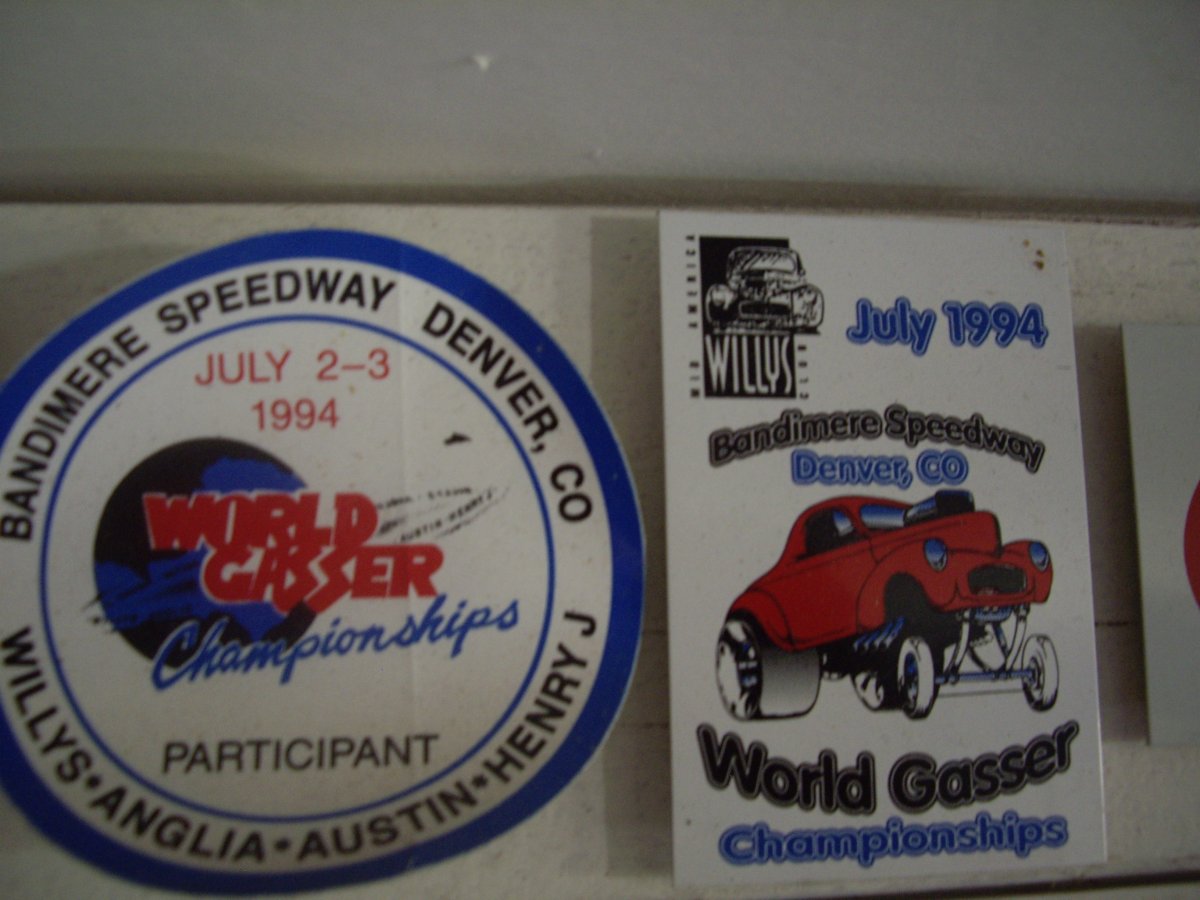 BANDIMERE SPEEDWAY DENVER, CO
JULY 2-3
1994
WORLD
GASSER
Championships
PARTICIPANT
WILLYS•ANGLIA•AUSTIN•HENRY J
MID AMERICA
WILLYS
CLUB
July 1994
Bandimere Speedway
Denver, CO
World Gasser
Championships